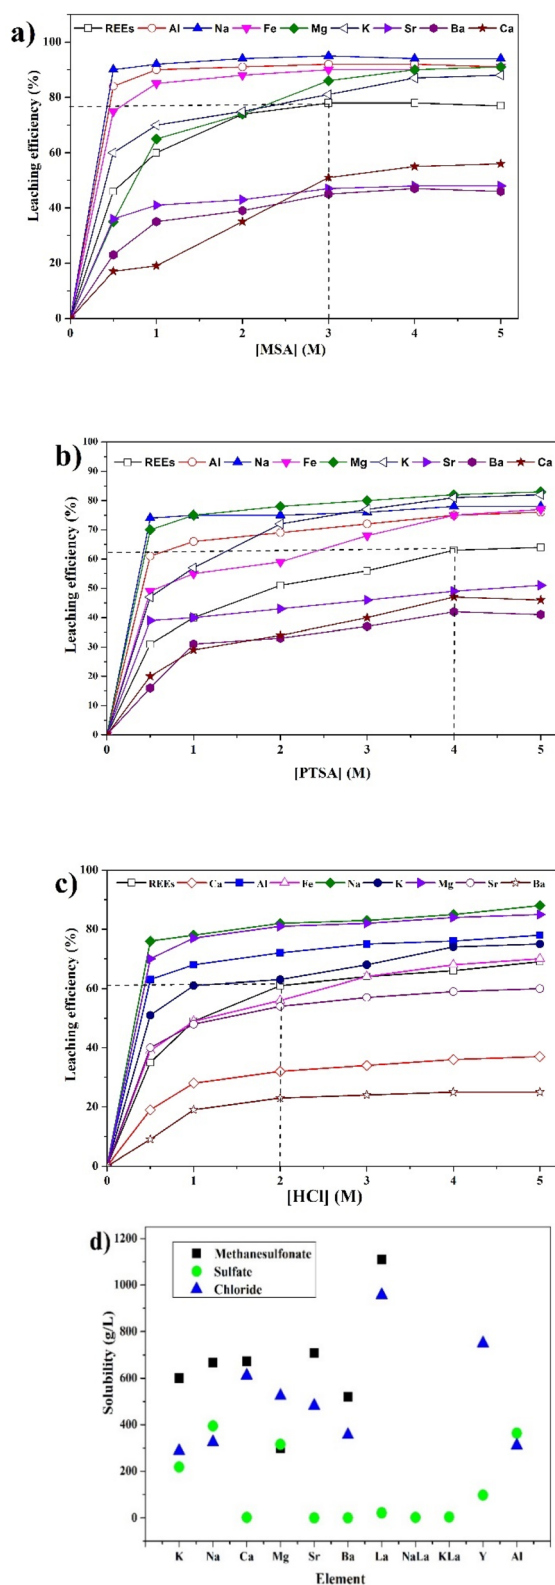 a)
REEs Al Na Fe Mg K Sr Ba Ca
Leaching efficiency (%)
100
80
60
40
20
0
0 1 2 3 4 5
[MSA] (M)
b)
REEs Al Na Fe Mg K Sr Ba Ca
Leaching efficiency (%)
100
90
80
70
60
50
40
30
20
10
0
0 1 2 3 4 5
[PTSA] (M)
c)
REEs Ca Al Fe Na K Mg Sr Ba
Leaching efficiency (%)
100
80
60
40
20
0
0 1 2 3 4 5
[HCl] (M)
d)
Methanesulfonate
Sulfate
Chloride
Solubility (g/L)
1200
1000
800
600
400
200
0
K Na Ca Mg Sr Ba La NaLa KLa Y Al
Element